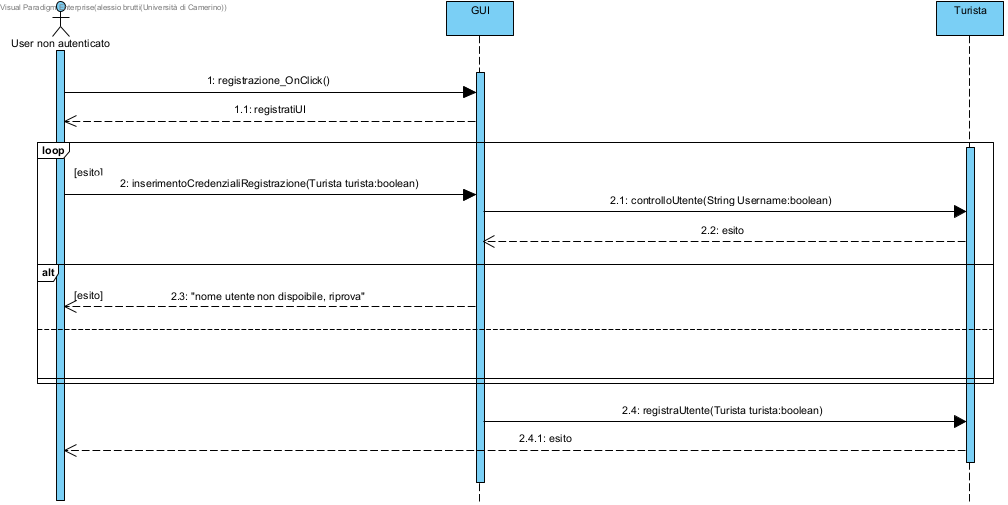 Visual Paradigm Enterprise(alessio brutti(Università di Camerino))
GUI
Turista
User non autenticato
1: registrazione_OnClick()
1.1: registratiUI
loop
[esito]
2: inserimentoCredenzialiRegistrazione(Turista turista:boolean)
2.1: controlloUtente(String Username:boolean)
2.2: esito
alt
[esito]
2.3: "nome utente non dispoibile, riprova"
2.4: registraUtente(Turista turista:boolean)
2.4.1: esito